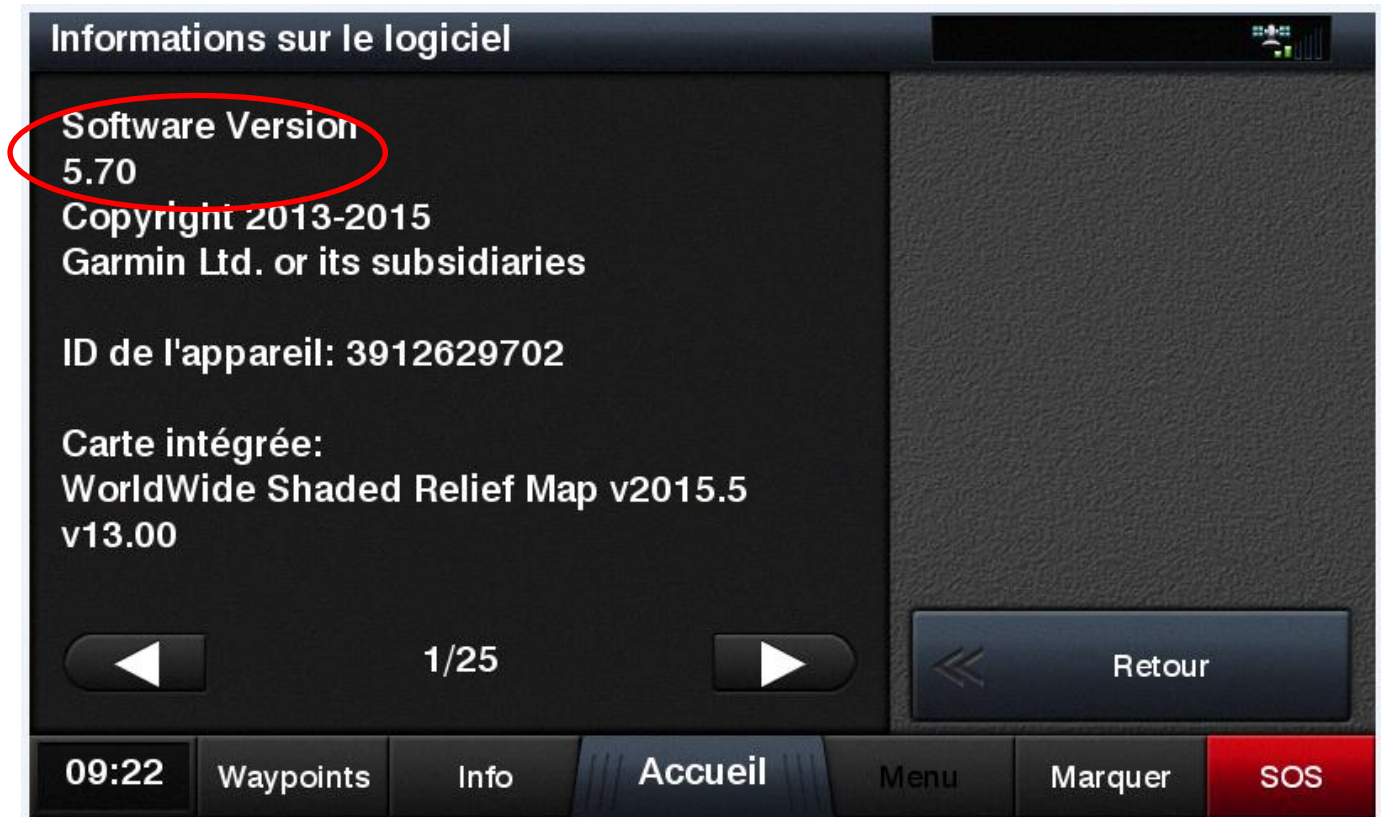 Informations sur le logiciel
Software Version
5.70
Copyright 2013-2015
Garmin Ltd. or its subsidiaries
ID de l'appareil: 3912629702
Carte intégrée:
WorldWide Shaded Relief Map v2015.5
v13.00
1/25
Retour
09:22 Waypoints Info Accueil Menu Marquer SOS